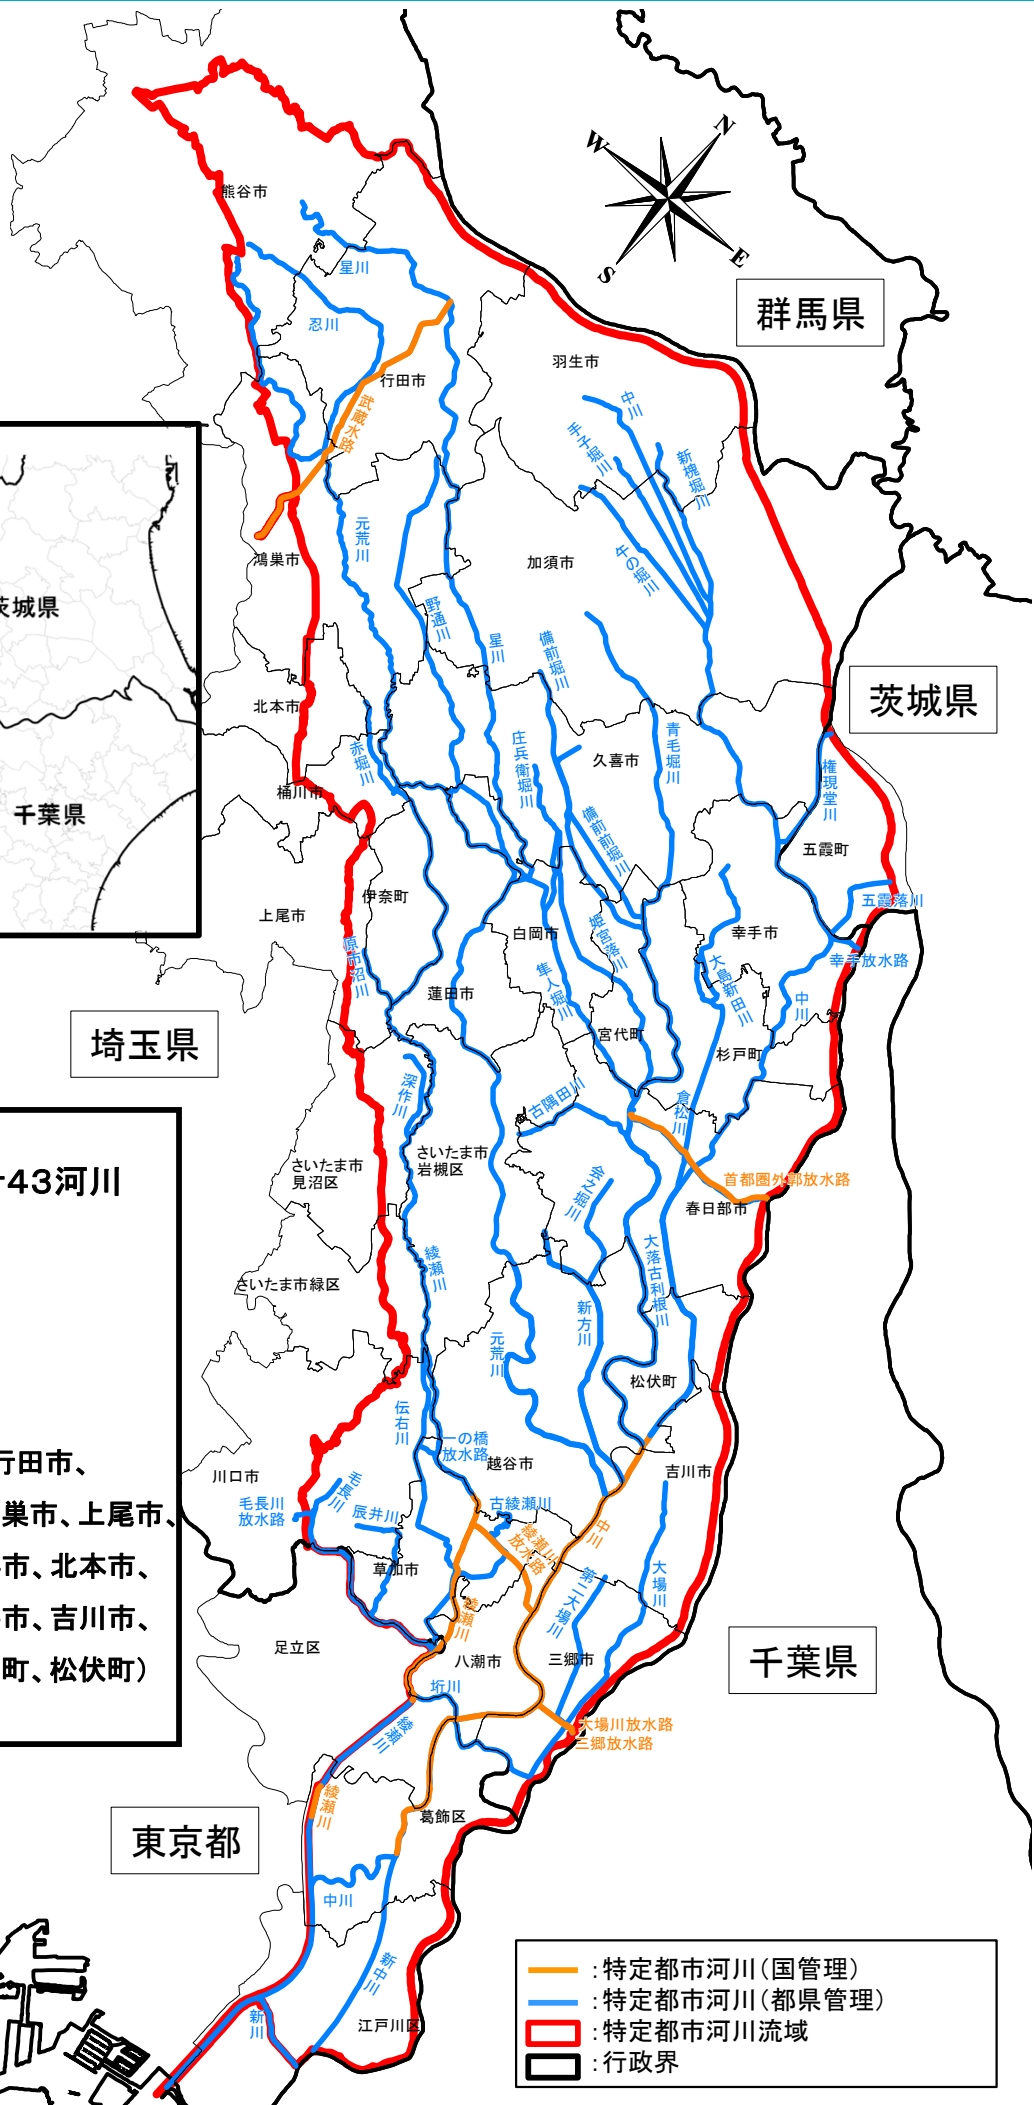 N
W
E
S
熊谷市
星川
群馬県
忍川
羽生市
行田市
中川
武蔵水路
手子堀川
新槐堀川
元荒川
鴻巣市
加須市
午の堀川
茨城県
野通川
星川
備前堀川
茨城県
北本市
赤堀川
庄兵衛堀川
久喜市
青毛堀川
権現堂川
桶川市
千葉県
備前前堀川
五霞町
伊奈町
上尾市
五霞落川
白岡市
姫宮落川
幸手市
原市沼川
幸手放水路
大島新田川
隼人堀川
蓮田市
中川
埼玉県
宮代町
杉戸町
深作川
古隅田川
倉松川
さいたま市
岩槻区
さいたま市
見沼区
43河川
会之堀川
首都圏外郭放水路
春日部市
綾瀬川
大落古利根川
さいたま市緑区
新方川
元荒川
松伏町
伝右川
一の橋
放水路
越谷市
吉川市
行田市、
川口市
毛長川
毛長川
放水路
辰井川
古綾瀬川
巣市、上尾市、
綾瀬川
放水路
中川
草加市
市、北本市、
第二大場川
大場川
綾瀬川
市、吉川市、
足立区
八潮市
三郷市
千葉県
町、松伏町)
垳川
綾瀬川
大場川放水路
三郷放水路
綾瀬川
葛飾区
東京都
中川
新中川
新川
江戸川区
:特定都市河川(国管理)
:特定都市河川(都県管理)
:特定都市河川流域
:行政界